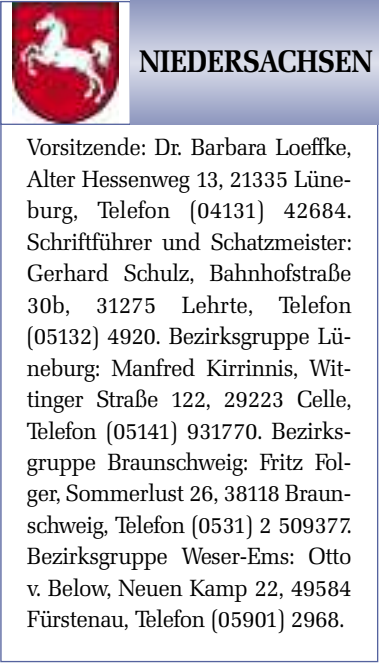 NIEDERSACHSEN
Vorsitzende: Dr. Barbara Loeffke,
Alter Hessenweg 13, 21335 Lüne-
burg, Telefon (04131) 42684.
Schriftführer und Schatzmeister:
Gerhard Schulz, Bahnhofstraße
30b, 31275 Lehrte, Telefon
(05132) 4920. Bezirksgruppe Lü-
neburg: Manfred Kirrinnis, Wit-
tinger Straße 122, 29223 Celle,
Telefon (05141) 931770. Bezirks-
gruppe Braunschweig: Fritz Fol-
ger, Sommerlust 26, 38118 Braun-
schweig, Telefon (0531) 2 509377.
Bezirksgruppe Weser-Ems: Otto
v. Below, Neuen Kamp 22, 49584
Fürstenau, Telefon (05901) 2968.